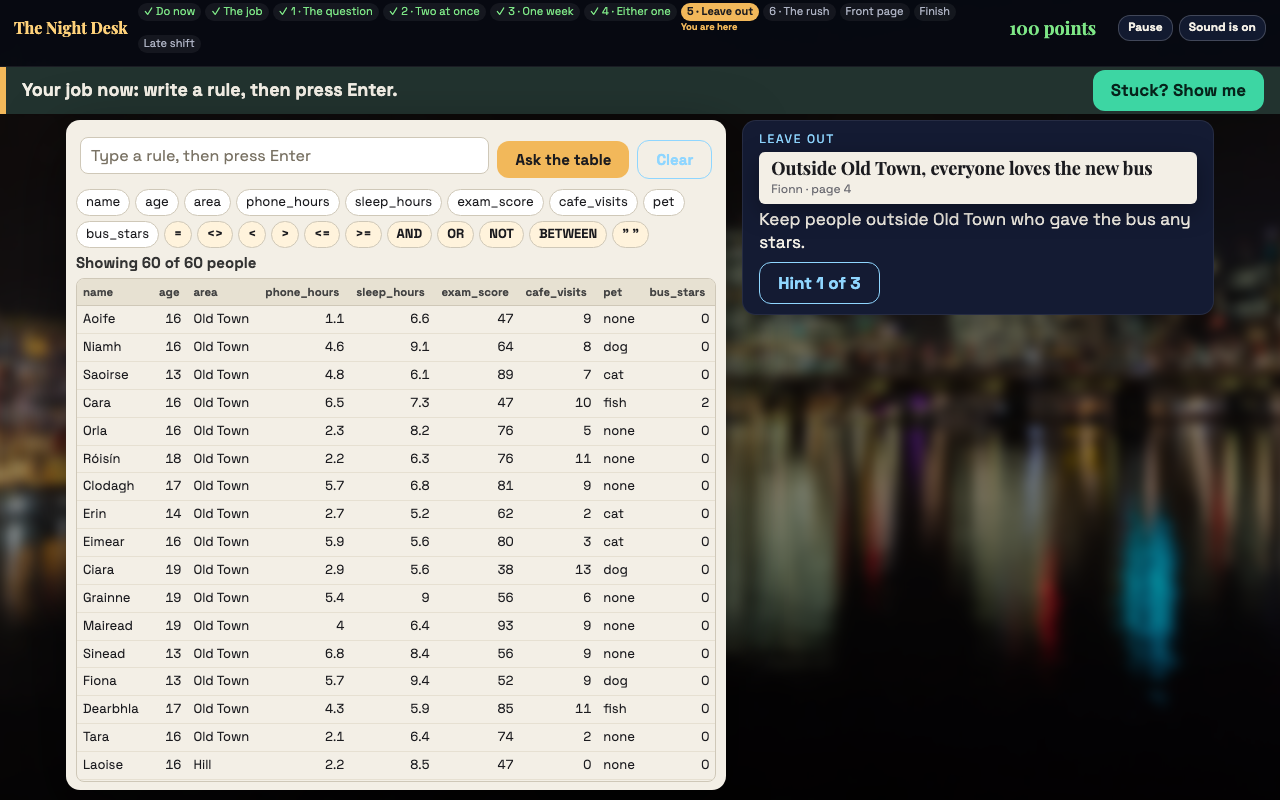 The Night Desk
✓ Do now ✓ The job ✓ 1 · The question ✓ 2 · Two at once ✓ 3 · One week ✓ 4 · Either one 5 · Leave out 6 · The rush Front page Finish
You are here
Late shift
100 points
Pause
Sound is on
Your job now: write a rule, then press Enter.
Stuck? Show me
Type a rule, then press Enter
Ask the table
Clear
name age area phone_hours sleep_hours exam_score cafe_visits pet
bus_stars = <> < > <= >= AND OR NOT BETWEEN " "
Showing 60 of 60 people
name age area phone_hours sleep_hours exam_score cafe_visits pet bus_stars
Aoife 16 Old Town 1.1 6.6 47 9 none 0
Niamh 16 Old Town 4.6 9.1 64 8 dog 0
Saoirse 13 Old Town 4.8 6.1 89 7 cat 0
Cara 16 Old Town 6.5 7.3 47 10 fish 2
Orla 16 Old Town 2.3 8.2 76 5 none 0
Róisín 18 Old Town 2.2 6.3 76 11 none 0
Clodagh 17 Old Town 5.7 6.8 81 9 none 0
Erin 14 Old Town 2.7 5.2 62 2 cat 0
Eimear 16 Old Town 5.9 5.6 80 3 cat 0
Ciara 19 Old Town 2.9 5.6 38 13 dog 0
Grainne 19 Old Town 5.4 9 56 6 none 0
Mairead 19 Old Town 4 6.4 93 9 none 0
Sinead 13 Old Town 6.8 8.4 56 9 none 0
Fiona 13 Old Town 5.7 9.4 52 9 dog 0
Dearbhla 17 Old Town 4.3 5.9 85 11 fish 0
Tara 16 Old Town 2.1 6.4 74 2 none 0
Laoise 16 Hill 2.2 8.5 47 0 none 0
LEAVE OUT
Outside Old Town, everyone loves the new bus
Fionn · page 4
Keep people outside Old Town who gave the bus any
stars.
Hint 1 of 3